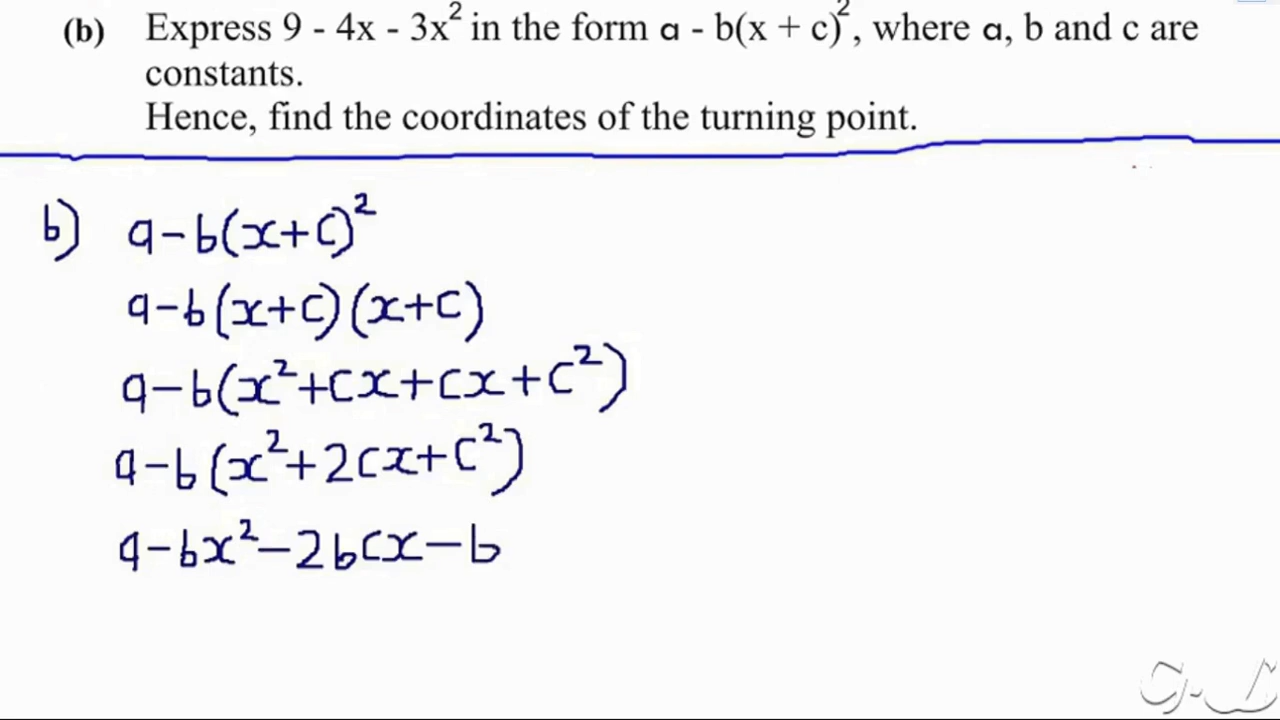 (b) Express 9 - 4x - 3x² in the form a - b(x + c)², where a, b and c are
constants.
Hence, find the coordinates of the turning point.
b) a-b(x+c)²
a-b(x+c)(x+c)
a-b(x²+cx+cx+c²)
a-b(x²+2cx+c²)
a-bx²-2bcx-b